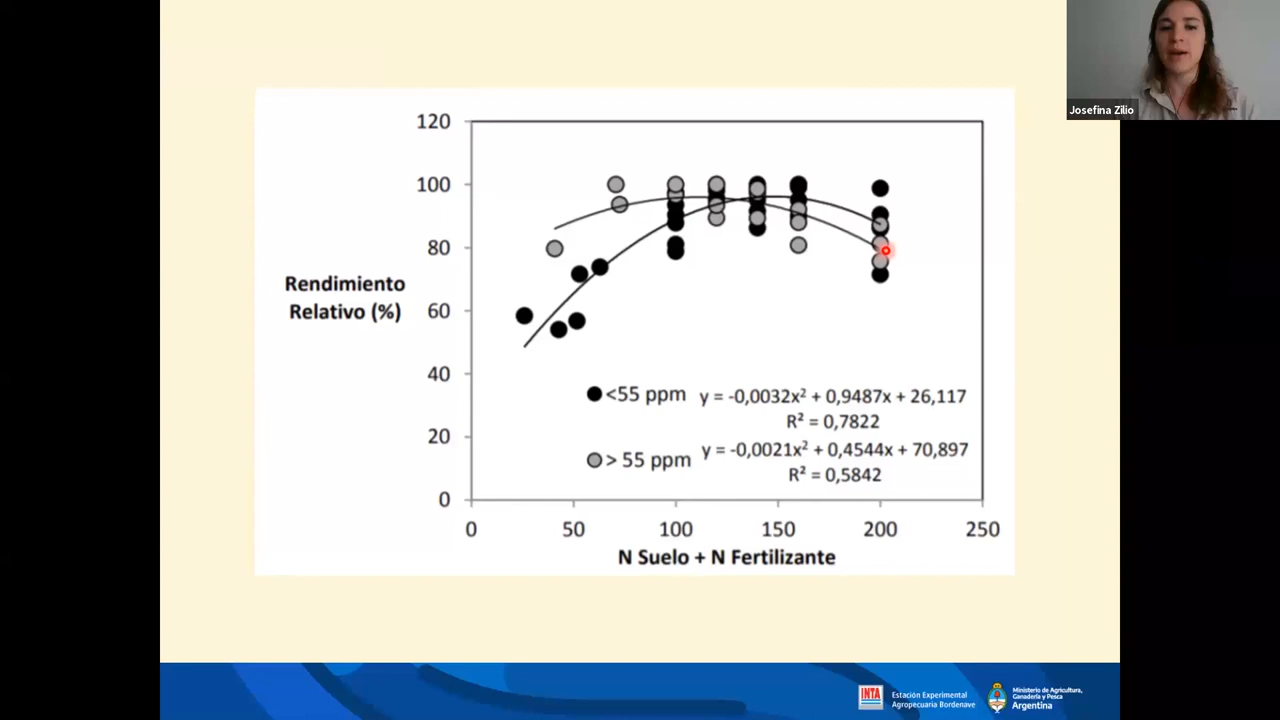 Josefina Zilio
120
100
80
60
40
20
0
Rendimiento
Relativo (%)
<55 ppm y = -0,0032x² + 0,9487x + 26,117
R² = 0,7822
> 55 ppm y = -0,0021x² + 0,4544x + 70,897
R² = 0,5842
0 50 100 150 200 250
N Suelo + N Fertilizante
INTA
Estación Experimental
Agropecuaria Bordenave
Ministerio de Agricultura,
Ganadería y Pesca
Argentina